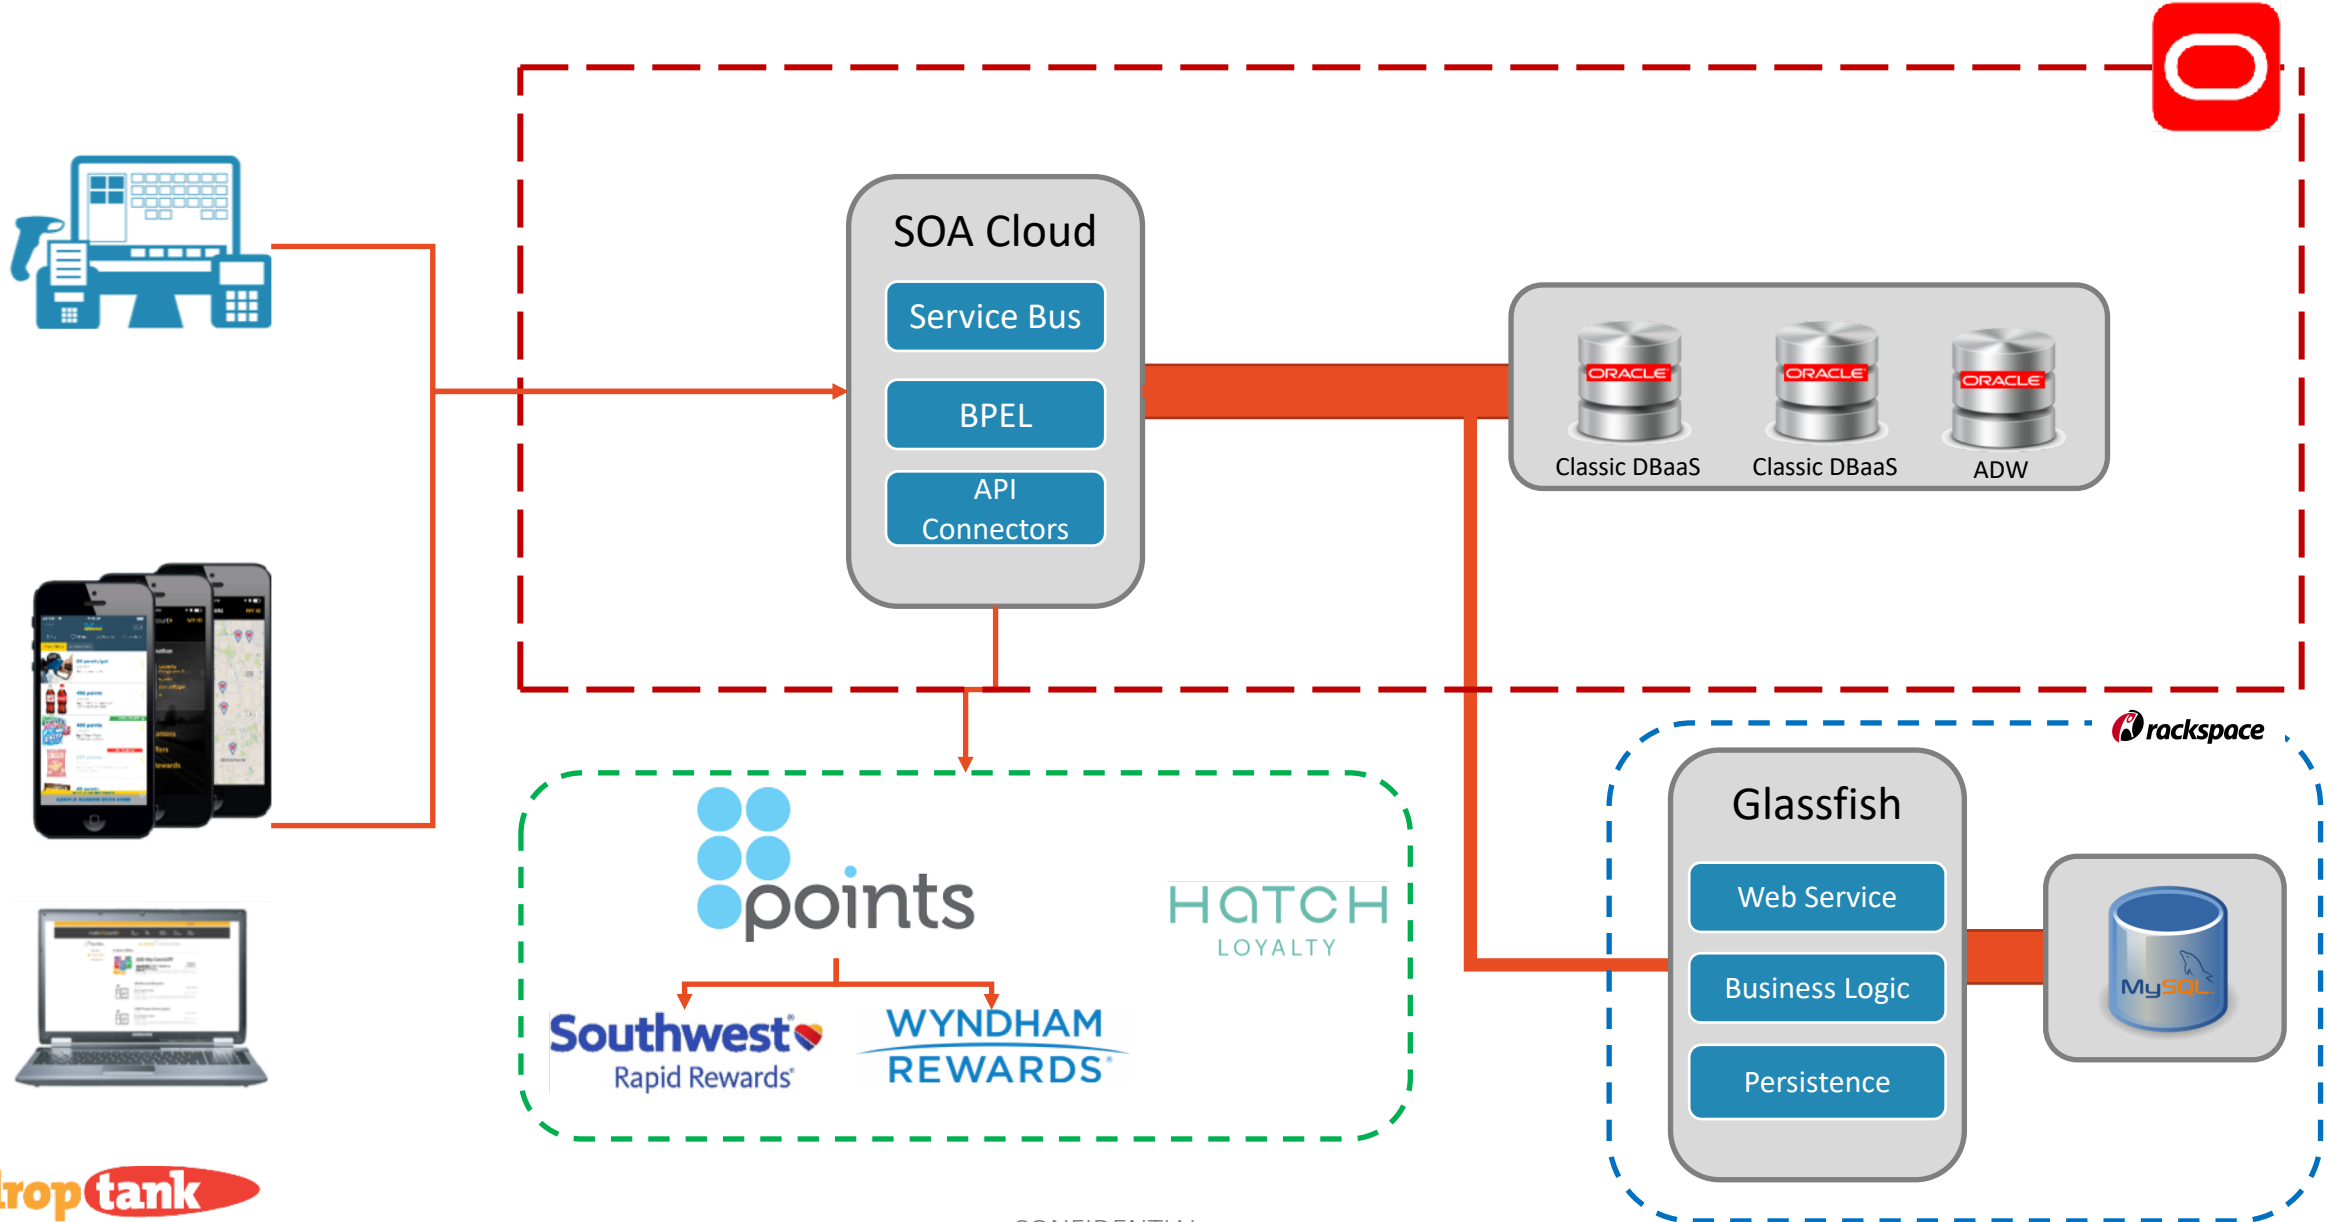 SOA Cloud
Service Bus
BPEL
API
Connectors
ORACLE
ORACLE
ORACLE
Classic DBaaS
Classic DBaaS
ADW
rackspace
Glassfish
Web Service
Business Logic
Persistence
MySQL
points
HATCH
LOYALTY
Southwest®
Rapid Rewards®
WYNDHAM
REWARDS®
tank